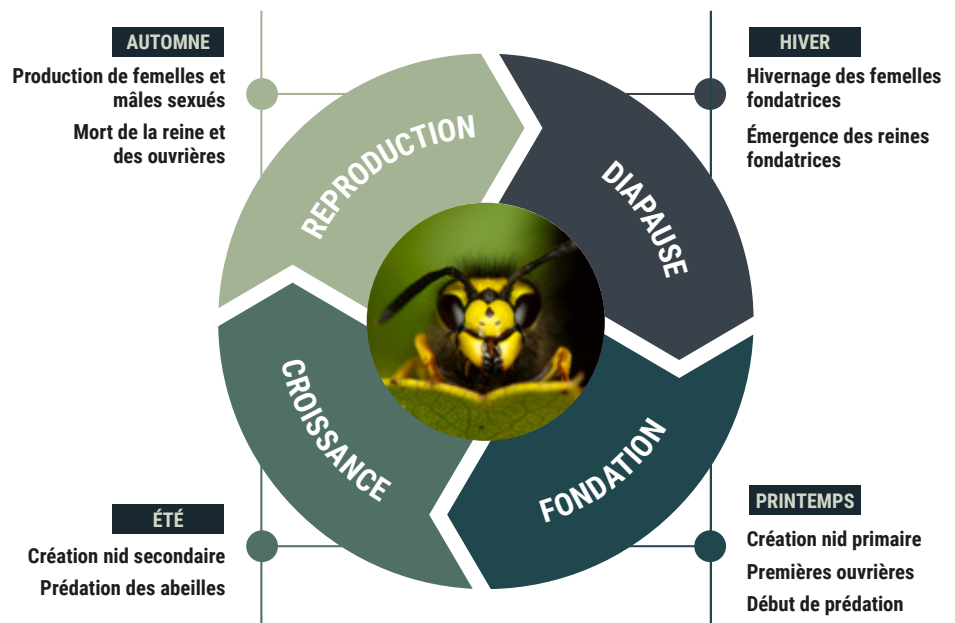 AUTOMNE
Production de femelles et
mâles sexués
Mort de la reine et
des ouvrières
HIVER
Hivernage des femelles
fondatrices
Émergence des reines
fondatrices
REPRODUCTION
DIAPAUSE
CROISSANCE
FONDATION
ÉTÉ
Création nid secondaire
Prédation des abeilles
PRINTEMPS
Création nid primaire
Premières ouvrières
Début de prédation